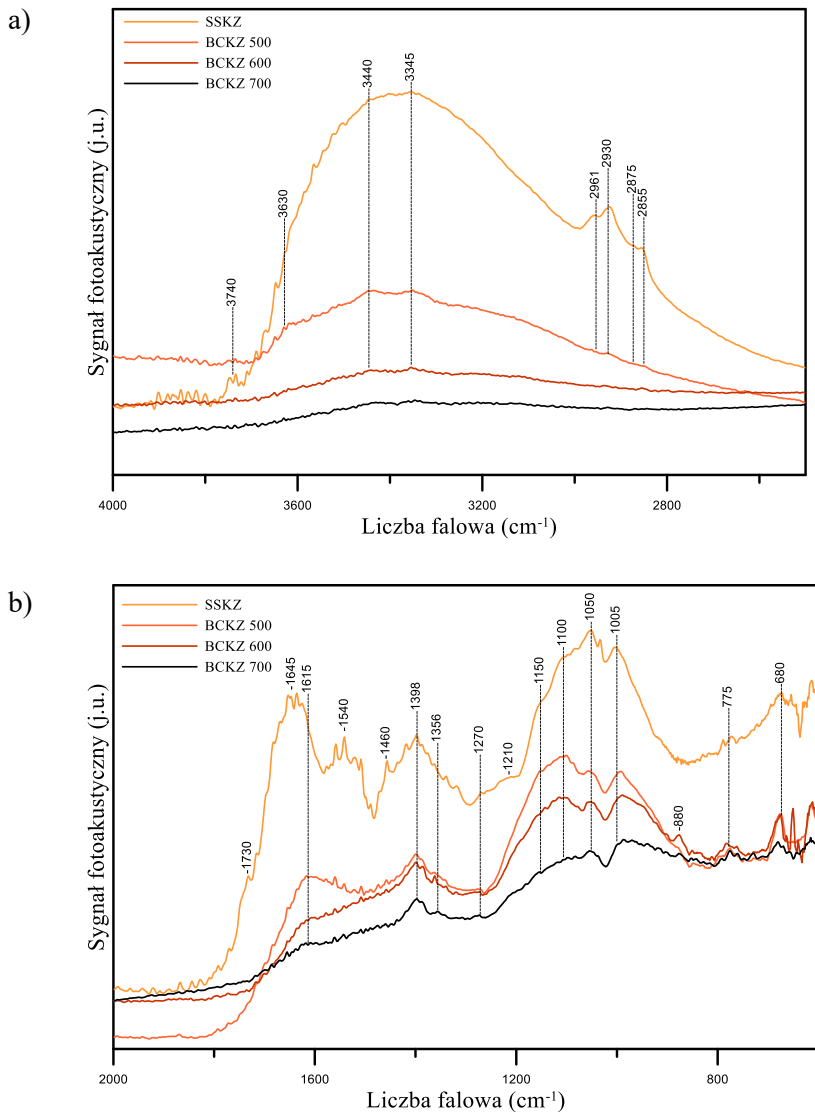 a)
SSKZ
BCKZ 500
BCKZ 600
BCKZ 700
3740
3630
3440
3345
2961
2930
2875
2855
Sygnał fotoakustyczny (j.u.)
4000
3600
3200
2800
Liczba falowa (cm-1)
b)
SSKZ
BCKZ 500
BCKZ 600
BCKZ 700
-1730
-1645
1615
-1540
-1460
1398
1356
1270
-1210
1150
1100
1050
1005
-880
775
680
Sygnał fotoakustyczny (j.u.)
2000
1600
1200
800
Liczba falowa (cm-1)